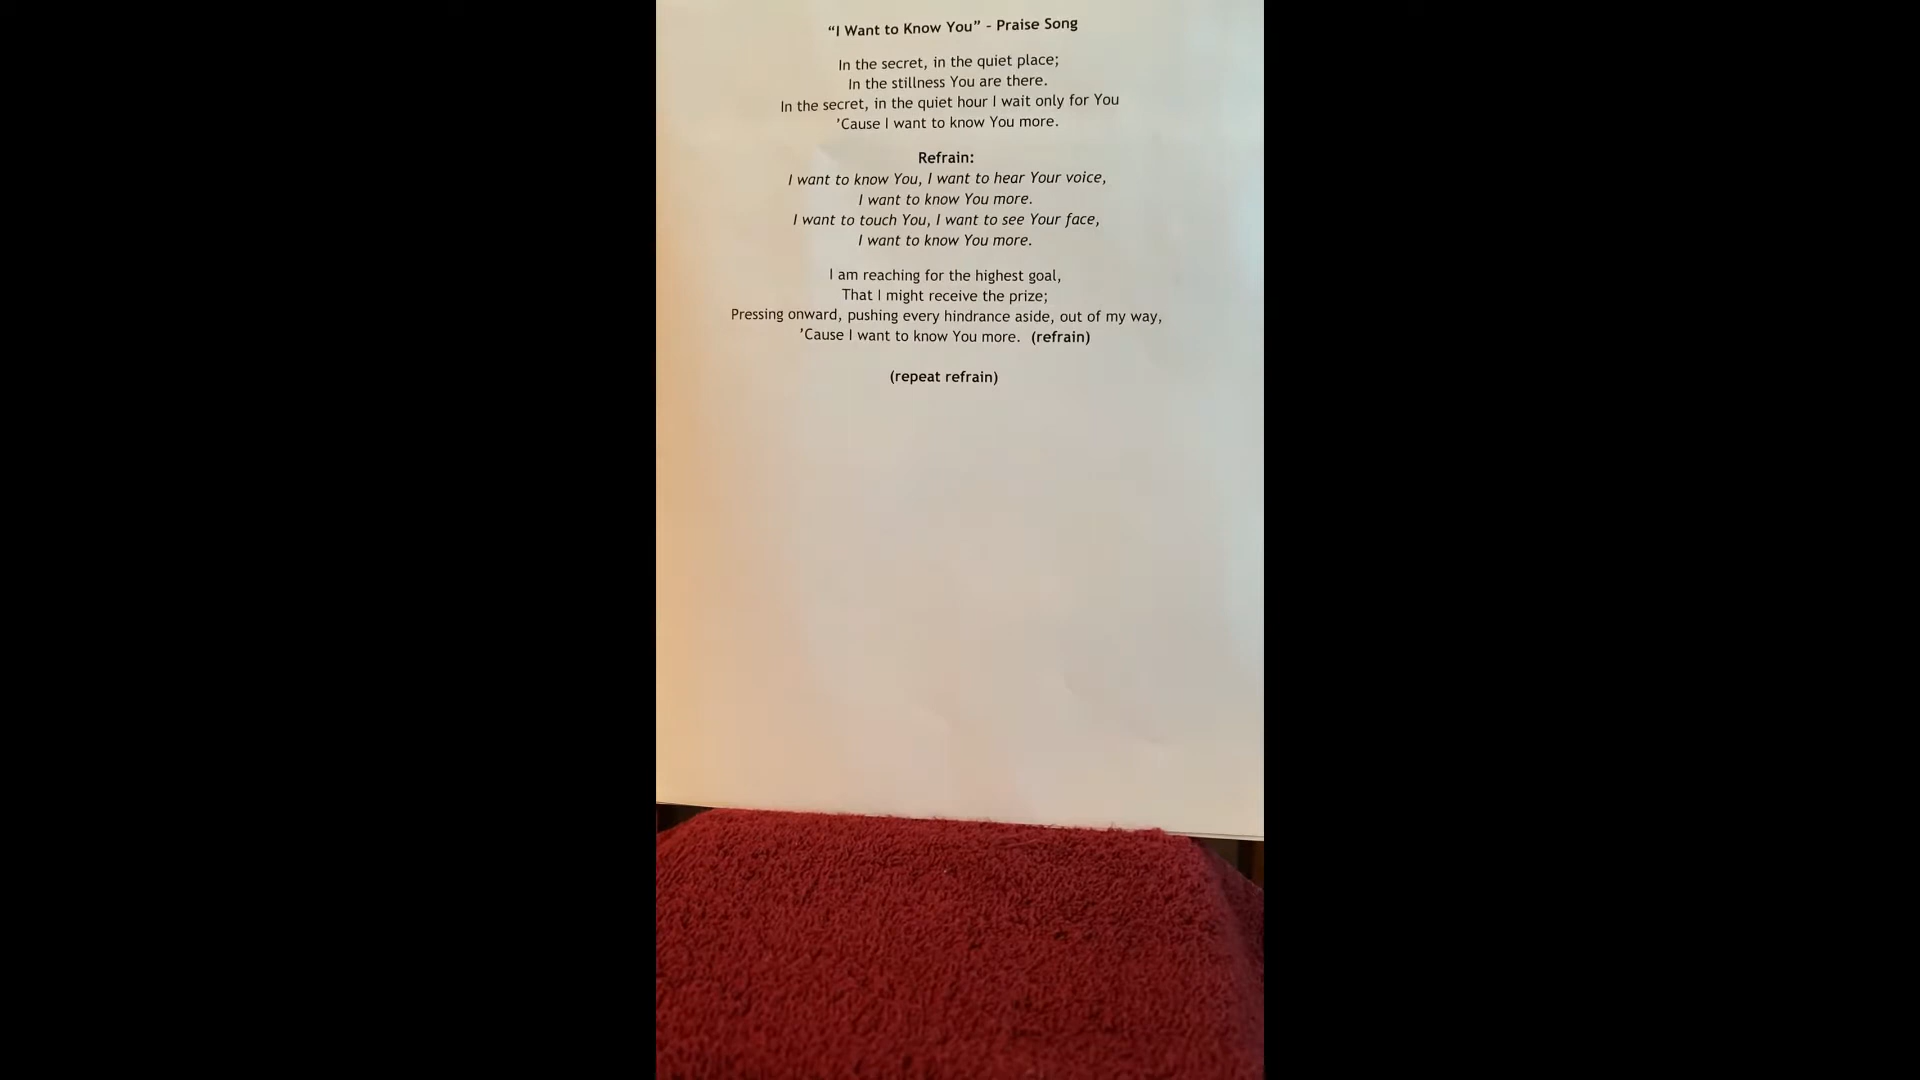 “I Want to Know You” – Praise Song
In the secret, in the quiet place;
In the stillness You are there.
In the secret, in the quiet hour I wait only for You
’Cause I want to know You more.
Refrain:
I want to know You, I want to hear Your voice,
I want to know You more.
I want to touch You, I want to see Your face,
I want to know You more.
I am reaching for the highest goal,
That I might receive the prize;
Pressing onward, pushing every hindrance aside, out of my way,
’Cause I want to know You more. (refrain)
(repeat refrain)